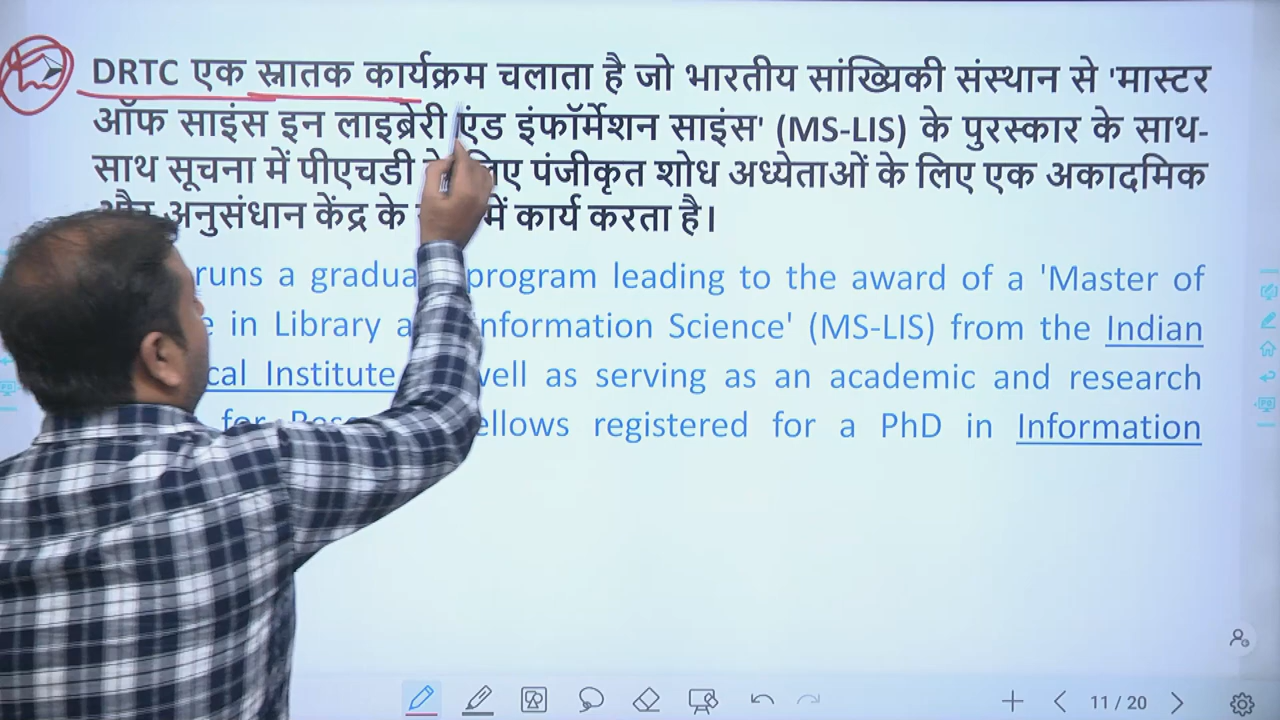 DRTC एक स्नातक कार्यक्रम चलाता है जो भारतीय सांख्यिकी संस्थान से 'मास्टर
ऑफ साइंस इन लाइब्रेरी एंड इंफॉर्मेशन साइंस' (MS-LIS) के पुरस्कार के साथ-
साथ सूचना में पीएचडी के लिए पंजीकृत शोध अध्येताओं के लिए एक अकादमिक
और अनुसंधान केंद्र के में कार्य करता है।
runs a program leading to the award of a 'Master of
in Library Information Science' (MS-LIS) from the Indian
Institute well as serving as an academic and research
for registered for a PhD in Information
11 / 20